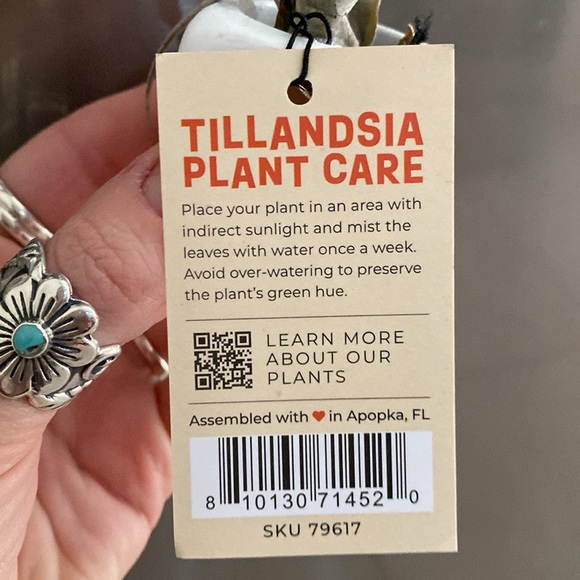 TILLANDSIA
PLANT CARE
Place your plant in an area with
indirect sunlight and mist the
leaves with water once a week.
Avoid over-watering to preserve
the plant's green hue.
LEARN MORE
ABOUT OUR
PLANTS
Assembled with ❤ in Apopka, FL
8 10130 71452 0
SKU 79617